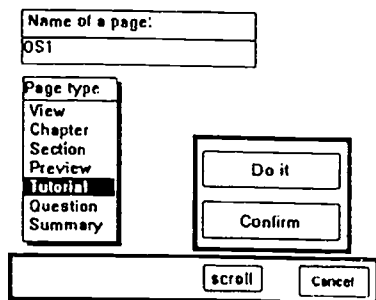 Name of a page:
OS1
Page type
View
Chapter
Section
Preview
Tutorial
Question
Summary
Do it
Confirm
scroll
Cancel